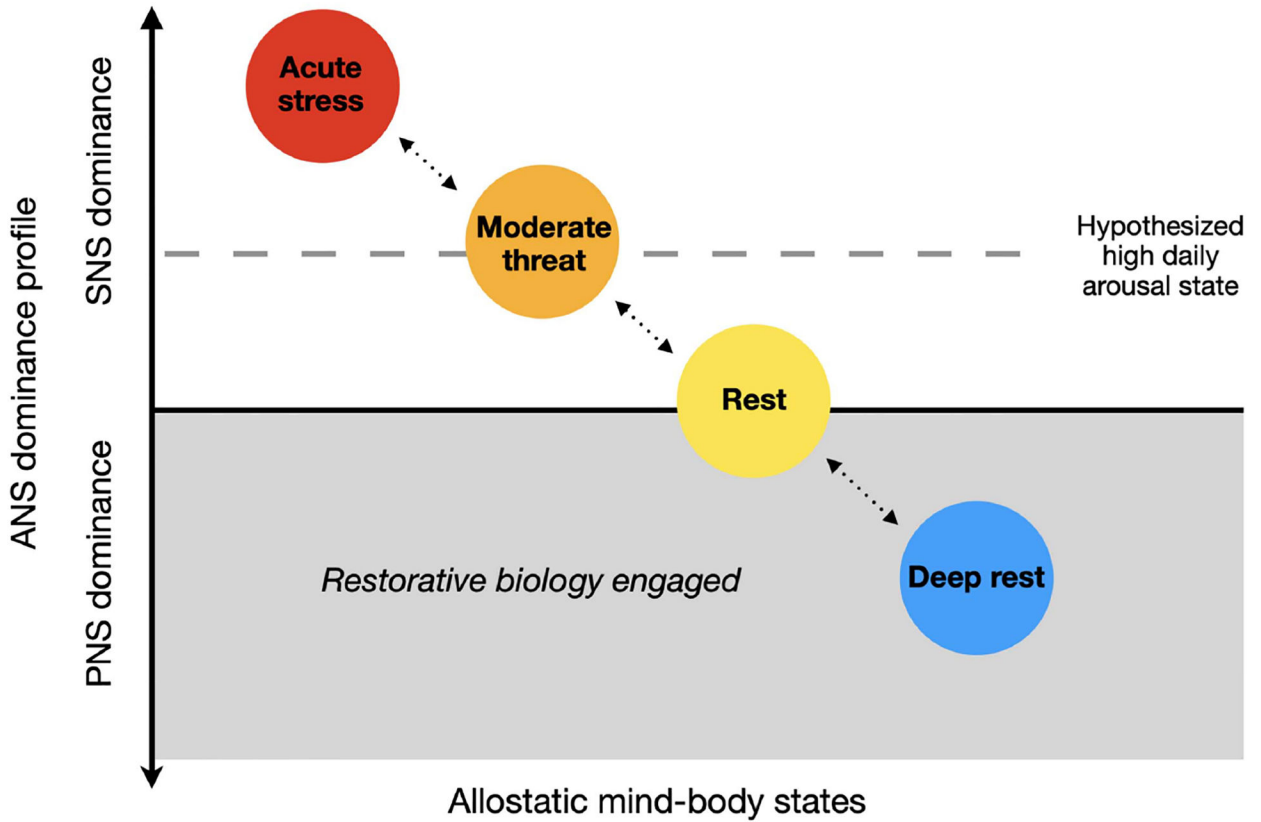 Acute
stress
Moderate
threat
Hypothesized
high daily
arousal state
Rest
Deep rest
Restorative biology engaged
ANS dominance profile
SNS dominance
PNS dominance
Allostatic mind-body states